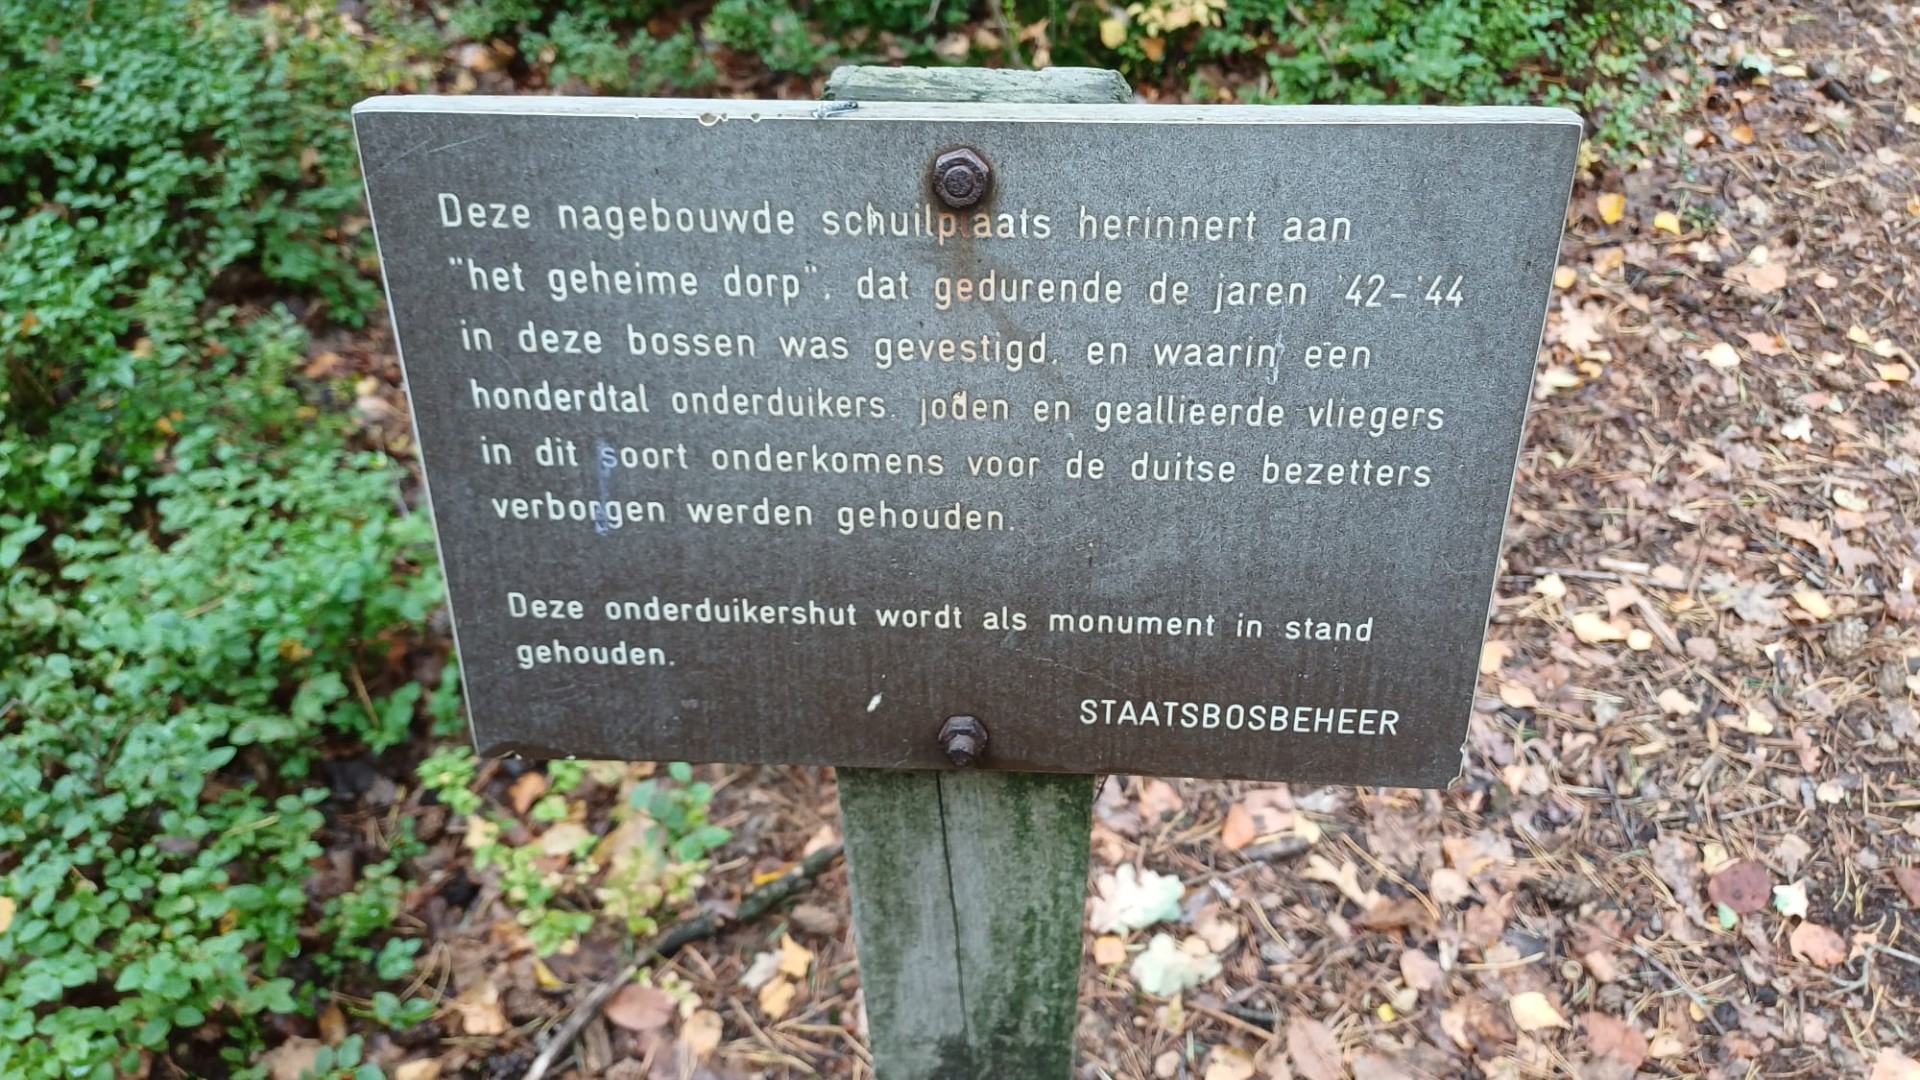 Deze nagebouwde schuilplaats herinnert aan
"het geheime dorp", dat gedurende de jaren '42-'44
in deze bossen was gevestigd, en waarin een
honderdtal onderduikers, joden en geallieerde vliegers
in dit soort onderkomens voor de duitse bezetters
verborgen werden gehouden.
Deze onderduikershut wordt als monument in stand
gehouden.
STAATSBOSBEHEER